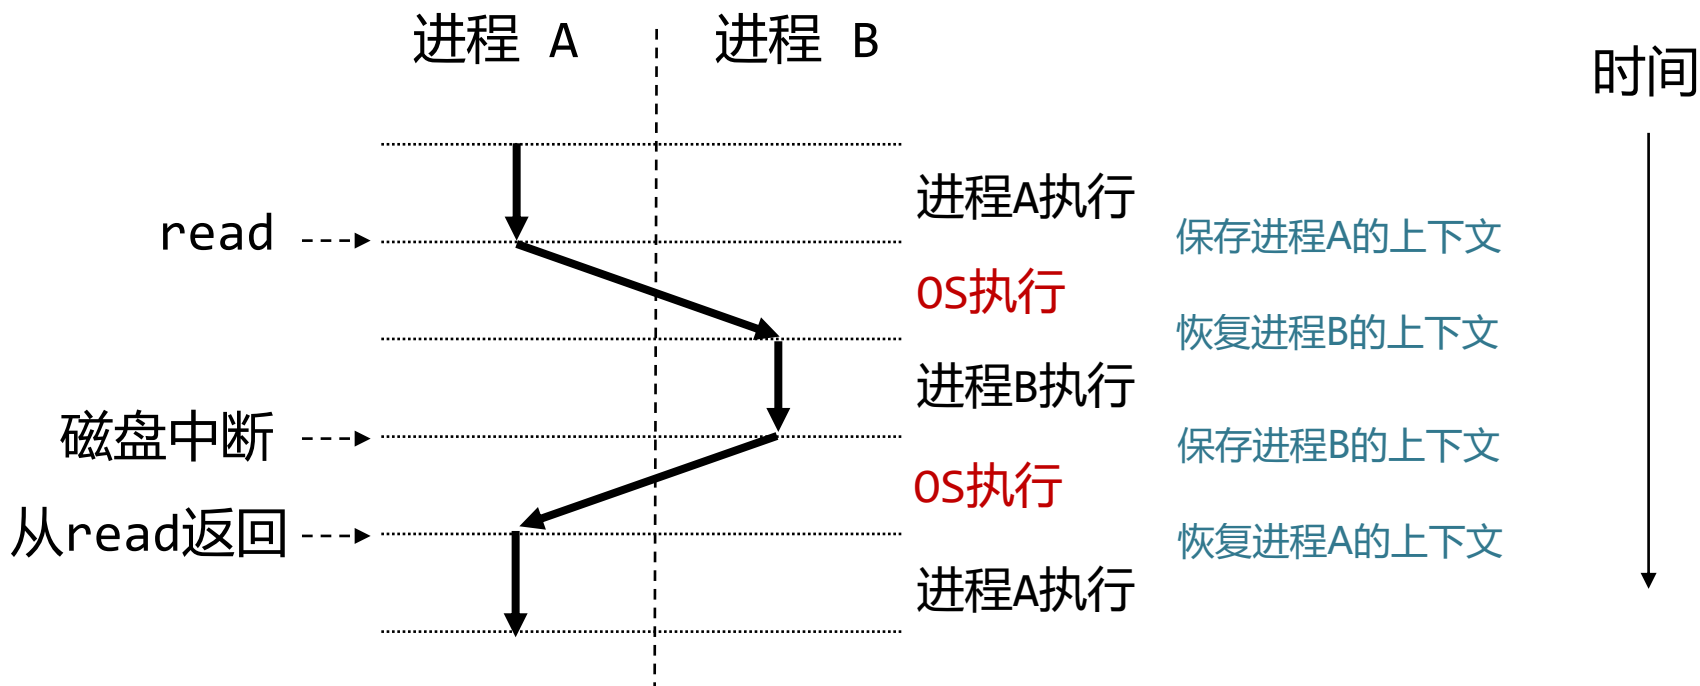 进程 A
进程 B
时间
进程A执行
read
保存进程A的上下文
OS执行
恢复进程B的上下文
进程B执行
磁盘中断
保存进程B的上下文
OS执行
从read返回
恢复进程A的上下文
进程A执行